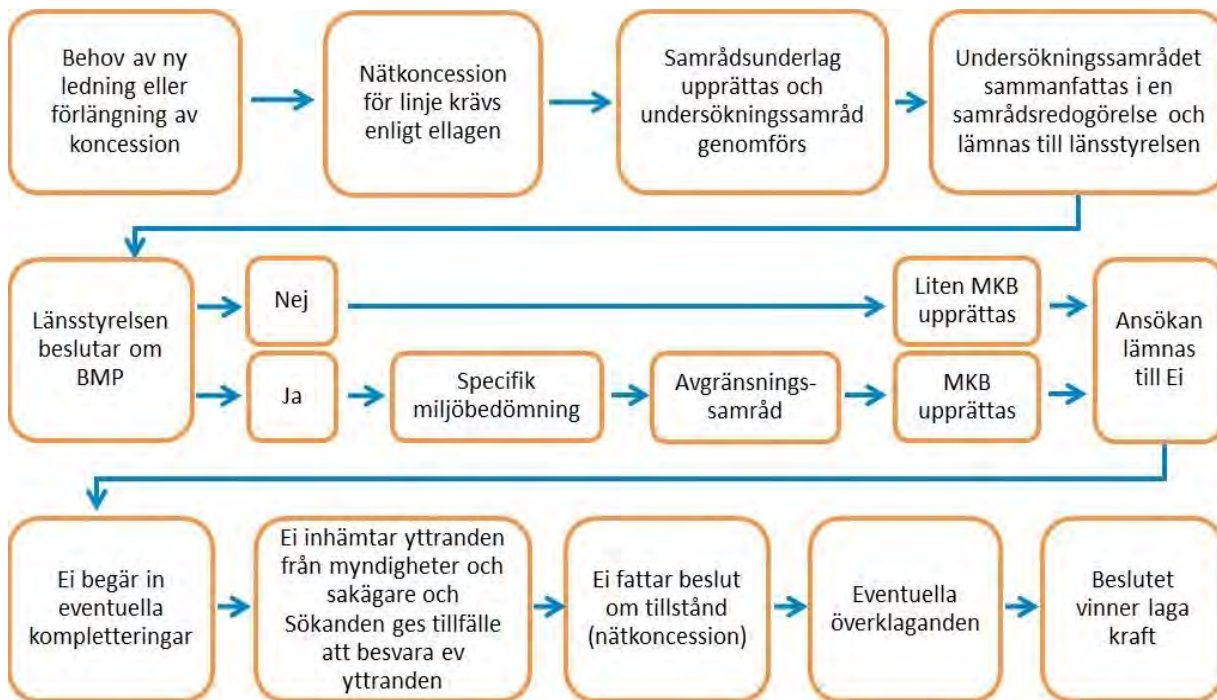 Behov av ny
ledning eller
förlängning av
koncession
Nätkoncession
för linje krävs
enligt ellagen
Samrådsunderlag
upprättas och
undersökningssamråd
genomförs
Undersökningssamrådet
sammanfattas i en
samrådsredogörelse och
lämnas till länsstyrelsen
Länsstyrelsen
beslutar om
BMP
Nej
Liten MKB
upprättas
Ja
Specifik
miljöbedömning
Avgränsnings-
samråd
MKB
upprättas
Ansökan
lämnas
till Ei
Ei begär in
eventuella
kompletteringar
Ei inhämtar yttranden
från myndigheter och
sakägare och
Sökanden ges tillfälle
att besvara ev
yttranden
Ei fattar beslut
om tillstånd
(nätkoncession)
Eventuella
överklaganden
Beslutet
vinner laga
kraft